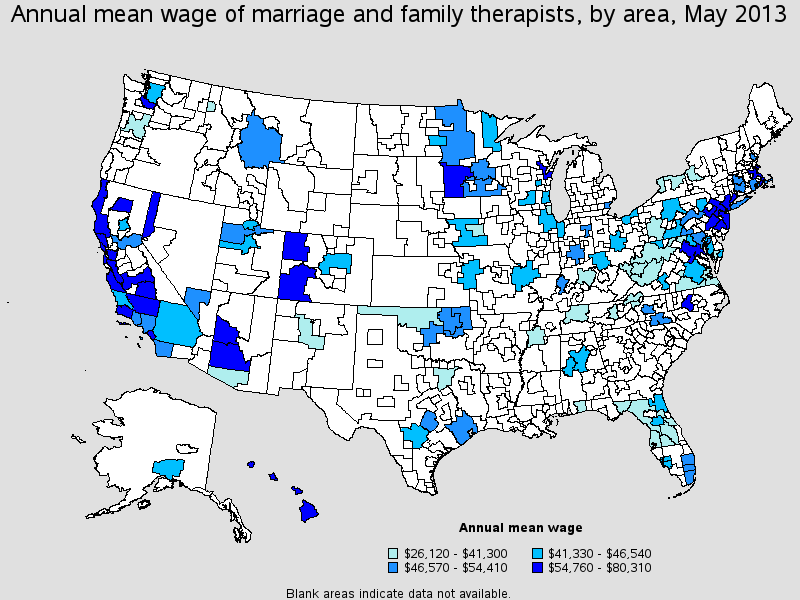 Annual mean wage of marriage and family therapists, by area, May 2013
Annual mean wage
$26,120 - $41,300 $41,330 - $46,540
$46,570 - $54,410 $54,760 - $80,310
Blank areas indicate data not available.